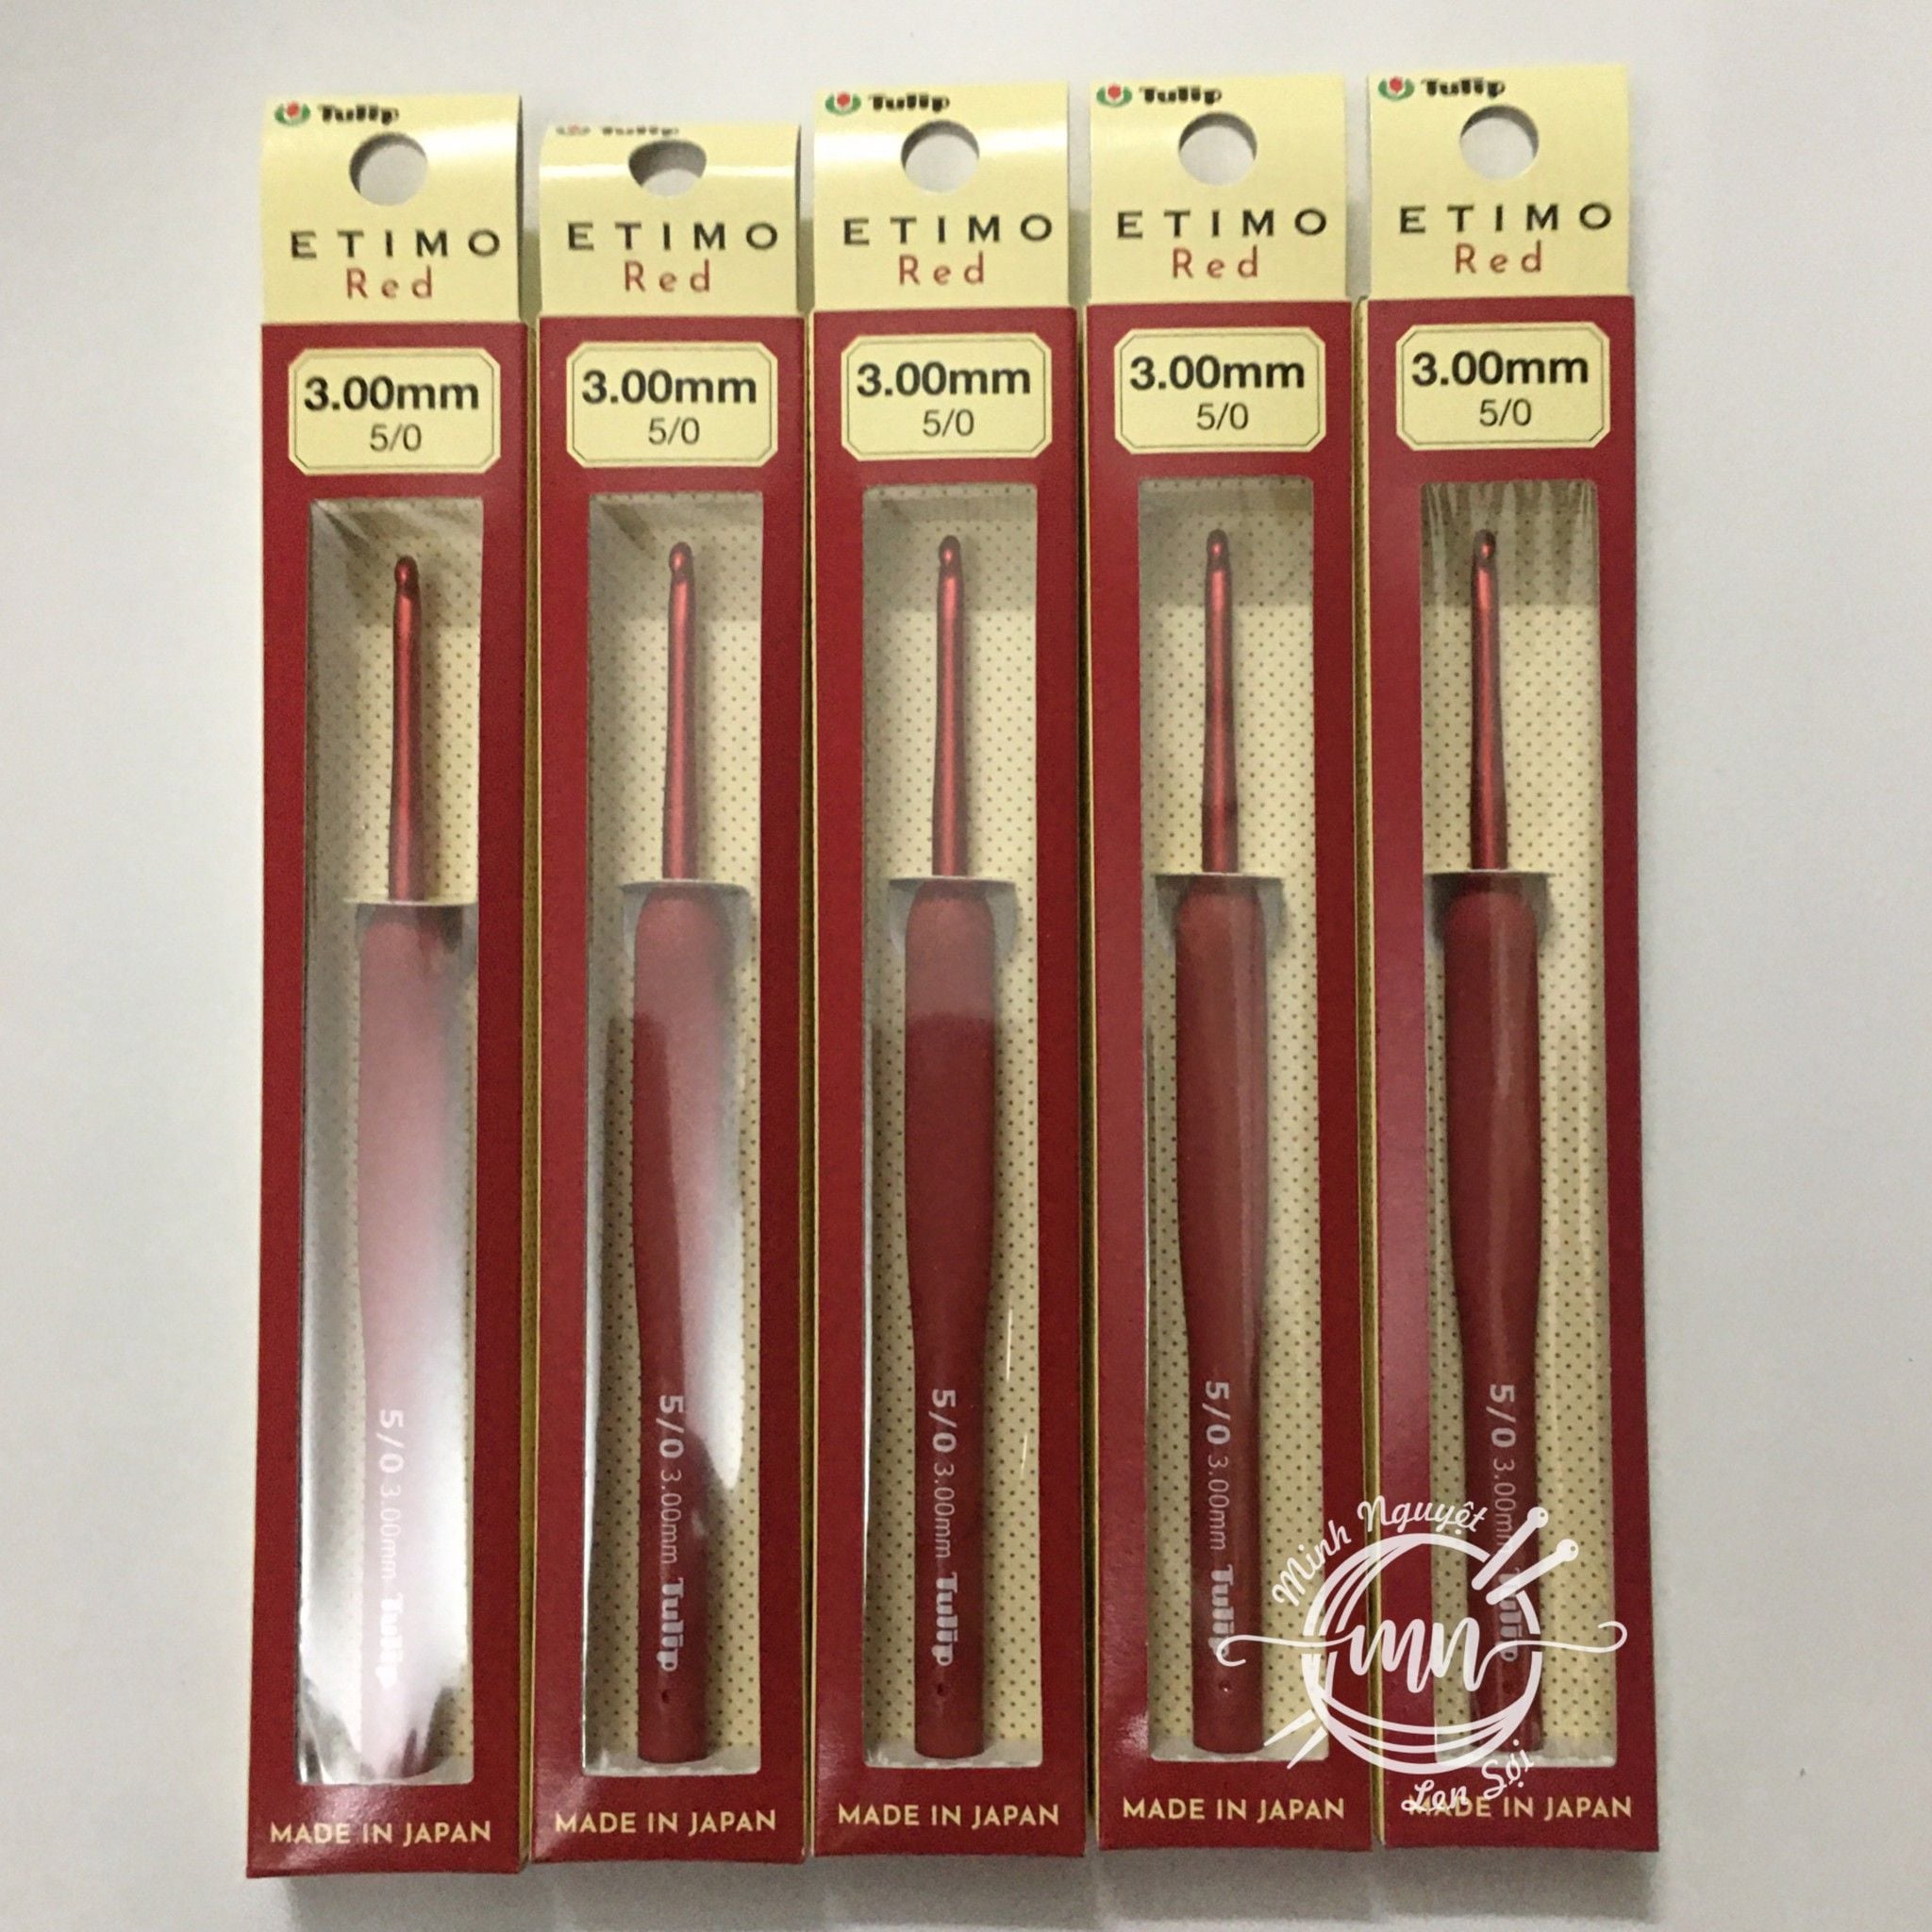 Tulip
ETIMO
Red
3.00mm
5/0
5/0 3.00mm Tulip
MADE IN JAPAN
Tulip
ETIMO
Red
3.00mm
5/0
5/0 3.00mm Tulip
MADE IN JAPAN
Tulip
ETIMO
Red
3.00mm
5/0
5/0 3.00mm Tulip
MADE IN JAPAN
Tulip
ETIMO
Red
3.00mm
5/0
5/0 3.00mm Tulip
MADE IN JAPAN
Tulip
ETIMO
Red
3.00mm
5/0
5/0 3.00mm Tulip
MADE IN JAPAN
Minh Nguyệt
mn
Len Sợi